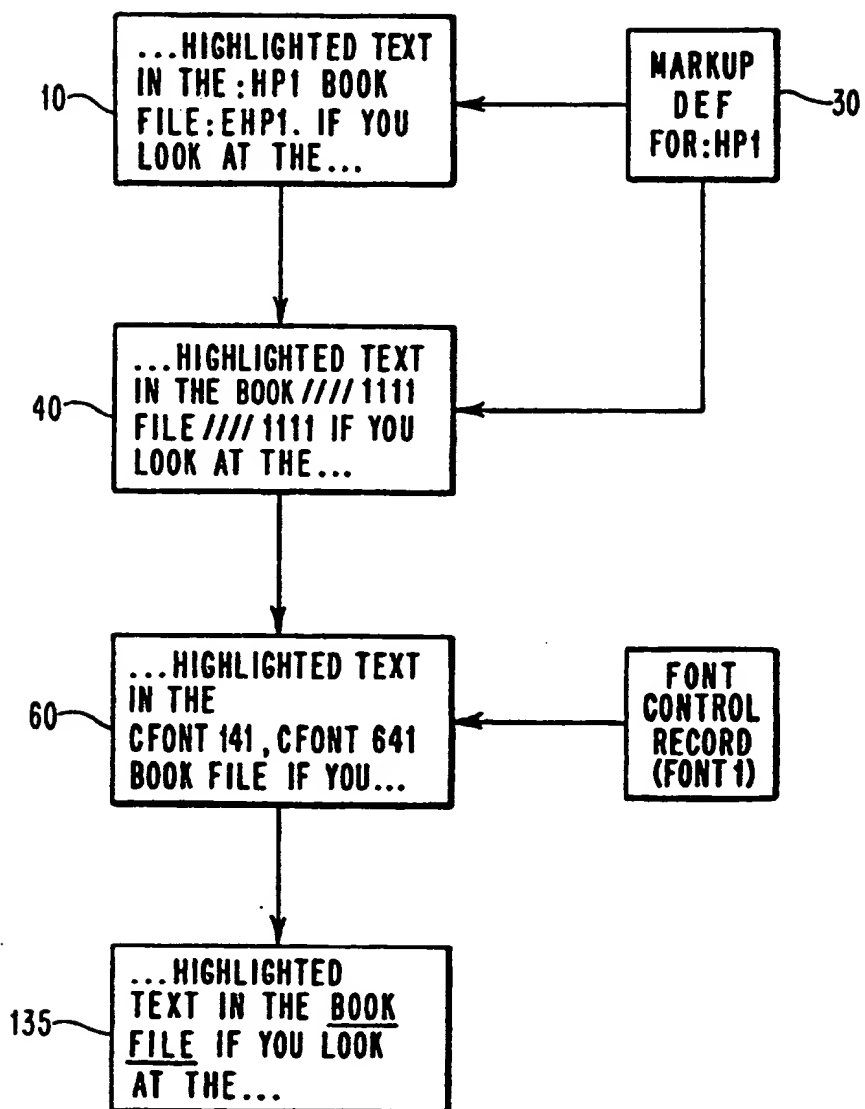 ...HIGHLIGHTED TEXT
IN THE :HP1 BOOK
FILE:EHP1. IF YOU
LOOK AT THE...
10
MARKUP
DEF
FOR:HP1
30
...HIGHLIGHTED TEXT
IN THE BOOK //// 1111
FILE //// 1111 IF YOU
LOOK AT THE...
40
...HIGHLIGHTED TEXT
IN THE
CFONT 141, CFONT 641
BOOK FILE IF YOU...
60
FONT
CONTROL
RECORD
(FONT 1)
...HIGHLIGHTED
TEXT IN THE BOOK
FILE IF YOU LOOK
AT THE...
135